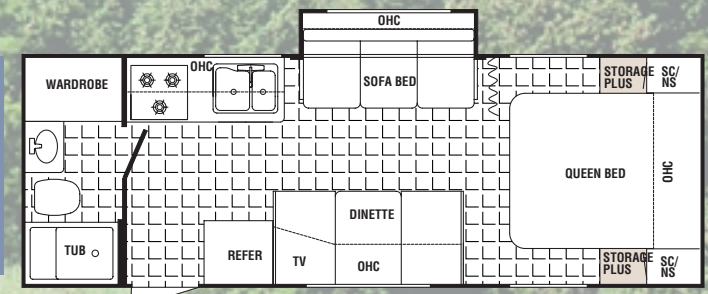 OHC
WARDROBE
OHC
SOFA BED
STORAGE
PLUS
SC/
NS
QUEEN BED
OHC
DINETTE
TUB
REFER
TV
OHC
STORAGE
PLUS
SC/
NS